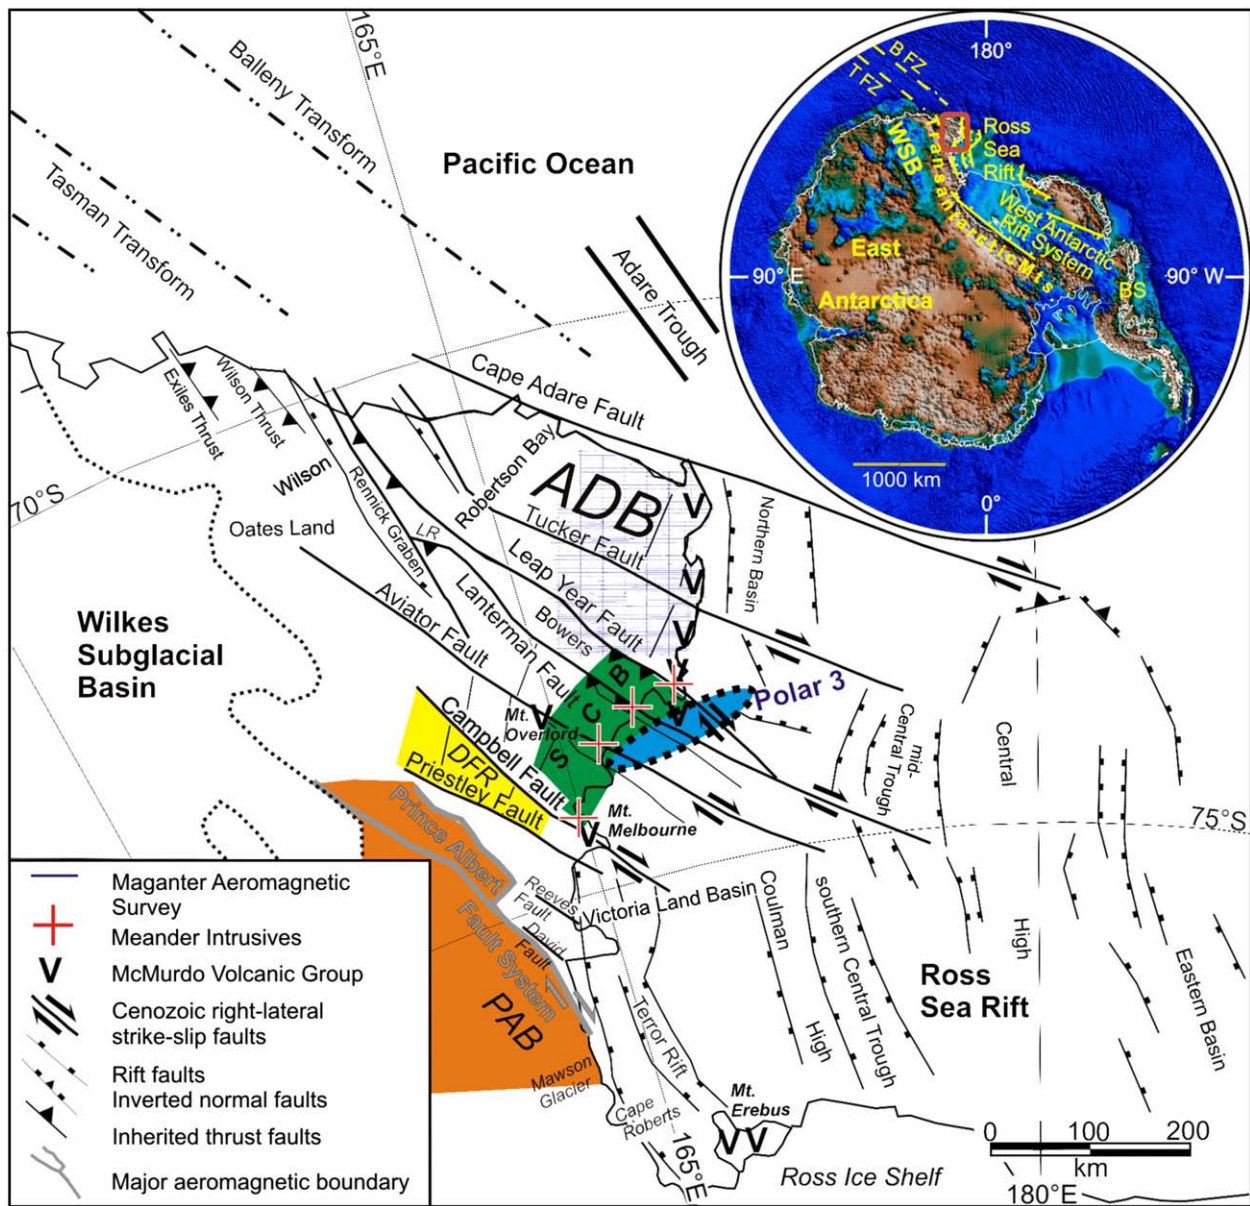 165°E
Balleny Transform
Tasman Transform
Pacific Ocean
Adare Trough
180°
B FZ
T FZ
WSB
Ross
Sea
Rift
Transantarctic Mts.
West Antarctic
Rift System
East
Antarctica
90° E
90° W
BS
1000 km
0°
Cape Adare Fault
Exiles Thrust
Wilson Thrust
Wilson
Rennick Graben
Robertson Bay
ADB
Tucker Fault
Northern Basin
70°S
Oates Land
LR
Leap Year Fault
Lanterman Fault
Bowers
Aviator Fault
Wilkes
Subglacial
Basin
B
C
S
Polar 3
Mt.
Overlord
Campbell Fault
DFR
Priestley Fault
mid-
Central Trough
Central
High
75°S
Mt.
Melbourne
Prince Albert
Fault System
PAB
Reeves
Fault
David
Fault
Victoria Land Basin
Coulman
High
southern Central Trough
Ross
Sea Rift
Eastern Basin
Terror Rift
Mawson
Glacier
Cape
Roberts
Mt.
Erebus
165°E
Ross Ice Shelf
0 100 200
km
180°E
Maganter Aeromagnetic
Survey
Meander Intrusives
McMurdo Volcanic Group
Cenozoic right-lateral
strike-slip faults
Rift faults
Inverted normal faults
Inherited thrust faults
Major aeromagnetic boundary